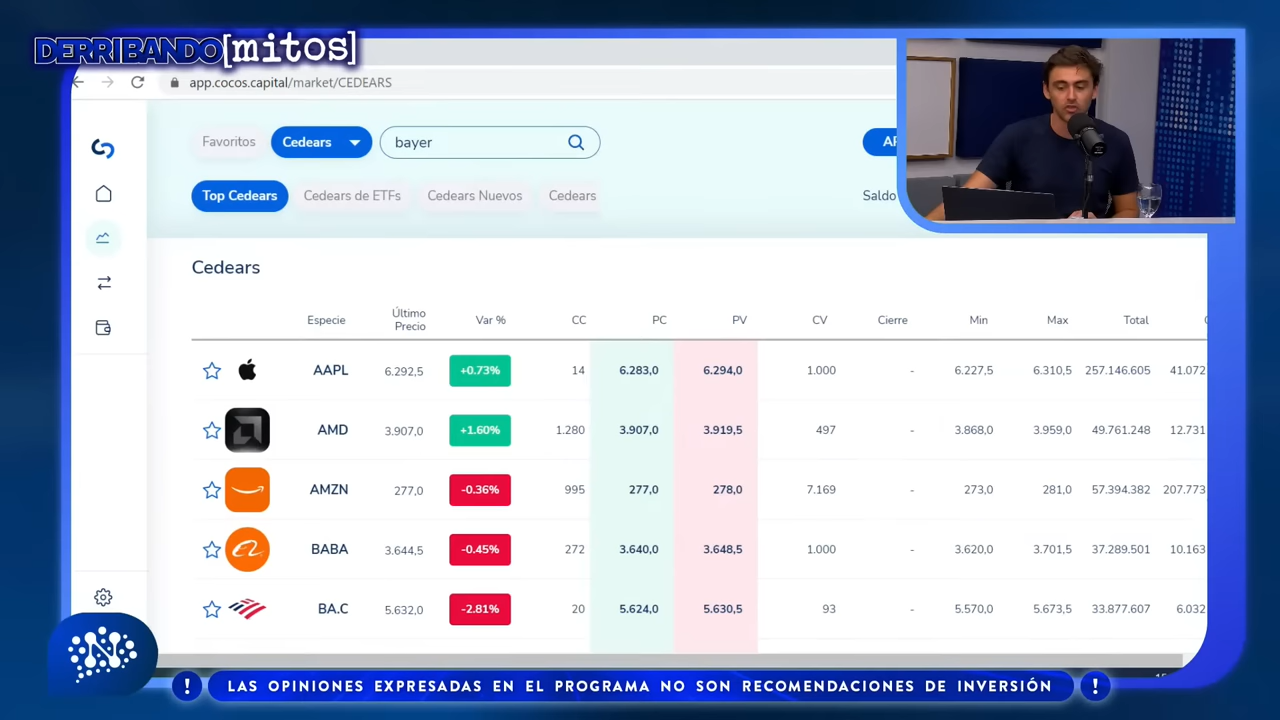 DERRIBANDO[mitos]
app.cocos.capital/market/CEDEARS
Favoritos Cedears bayer
Top Cedears Cedears de ETFs Cedears Nuevos Cedears Saldo
Cedears
Especie Último Precio Var % CC PC PV CV Cierre Min Max Total
AAPL 6.292,5 +0.73% 14 6.283,0 6.294,0 1.000 - 6.227,5 6.310,5 257.146.605 41.072
AMD 3.907,0 +1.60% 1.280 3.907,0 3.919,5 497 - 3.868,0 3.959,0 49.761.248 12.731
AMZN 277,0 -0.36% 995 277,0 278,0 7.169 - 273,0 281,0 57.394.382 207.773
BABA 3.644,5 -0.45% 272 3.640,0 3.648,5 1.000 - 3.620,0 3.701,5 37.289.501 10.163
BA.C 5.632,0 -2.81% 20 5.624,0 5.630,5 93 - 5.570,0 5.673,5 33.877.607 6.032
N
! LAS OPINIONES EXPRESADAS EN EL PROGRAMA NO SON RECOMENDACIONES DE INVERSIÓN !